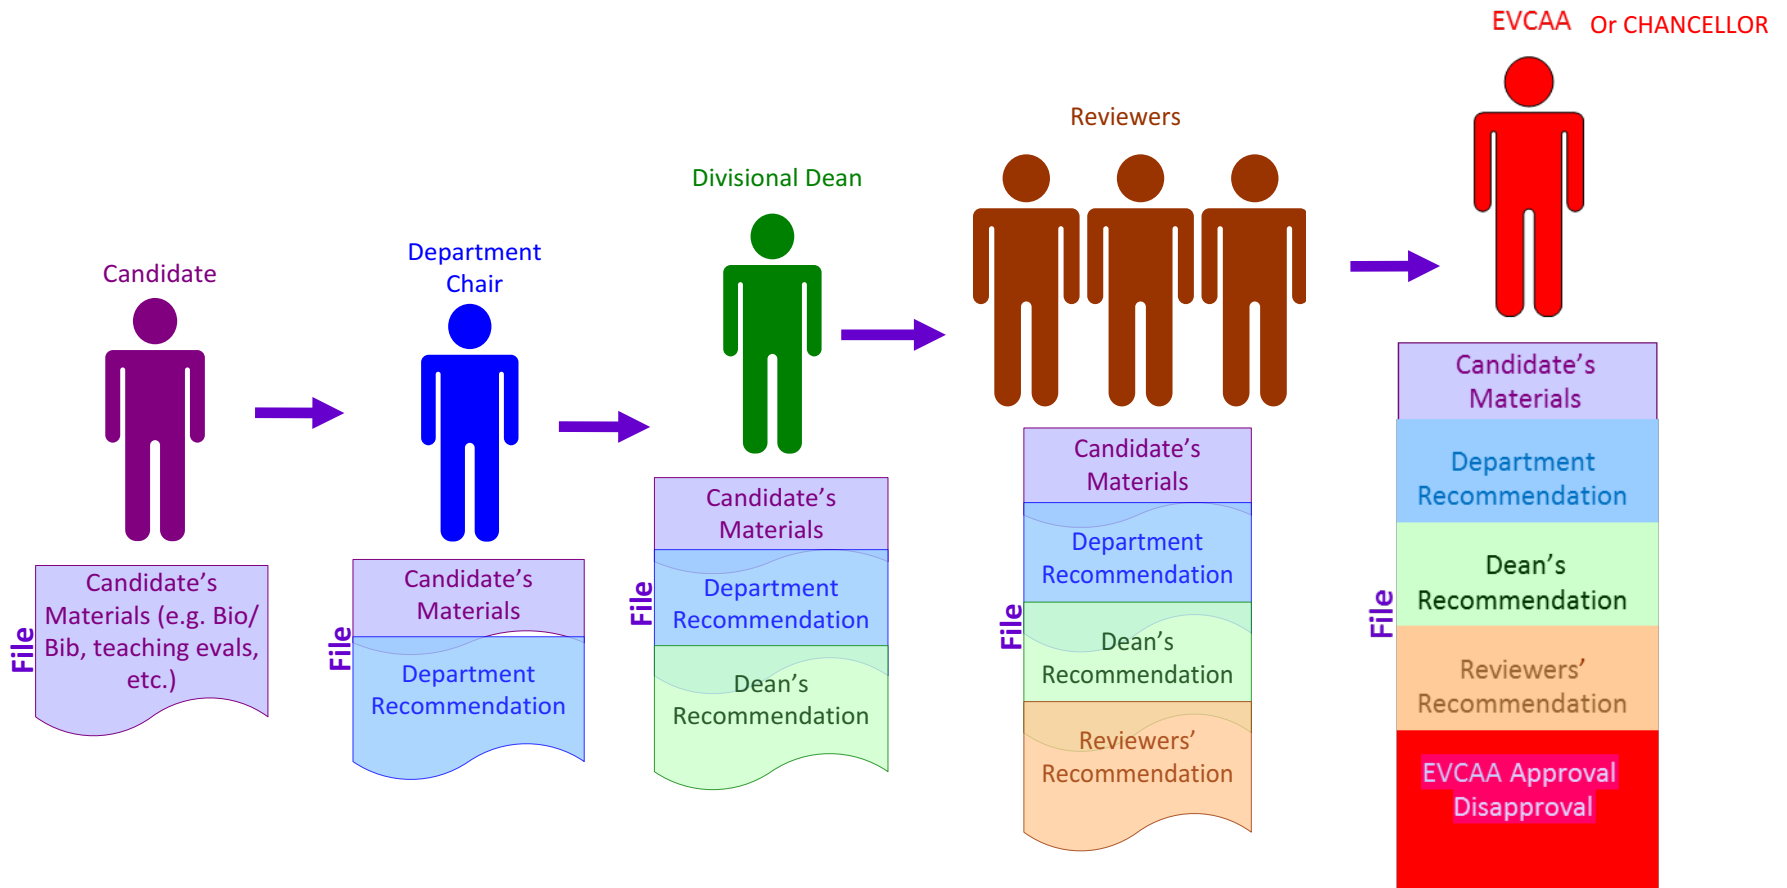 Candidate
File
Candidate’s
Materials (e.g. Bio/
Bib, teaching evals,
etc.)
Department
Chair
File
Candidate’s
Materials
Department
Recommendation
Divisional Dean
File
Candidate’s
Materials
Department
Recommendation
Dean’s
Recommendation
Reviewers
File
Candidate’s
Materials
Department
Recommendation
Dean’s
Recommendation
Reviewers’
Recommendation
EVCAA Or CHANCELLOR
File
Candidate’s
Materials
Department
Recommendation
Dean’s
Recommendation
Reviewers’
Recommendation
EVCAA Approval
Disapproval